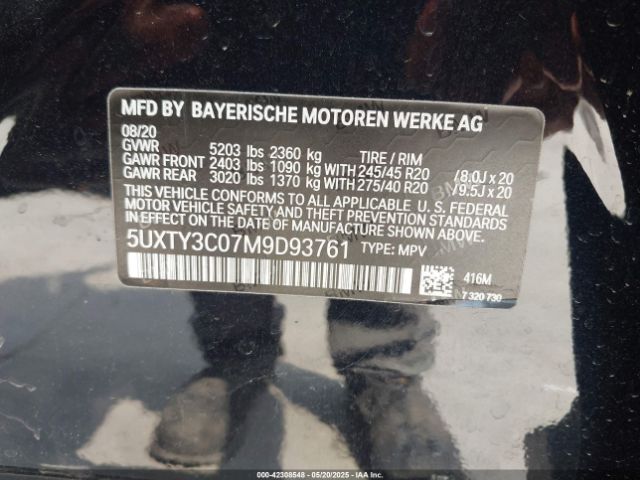 MFD BY BAYERISCHE MOTOREN WERKE AG
08/20
GVWR 5203 lbs 2360 kg TIRE / RIM
GAWR FRONT 2403 lbs 1090 kg WITH 245/45 R20 /8.0J x 20
GAWR REAR 3020 lbs 1370 kg WITH 275/40 R20 /9.5J x 20
THIS VEHICLE CONFORMS TO ALL APPLICABLE U. S. FEDERAL
MOTOR VEHICLE SAFETY AND THEFT PREVENTION STANDARDS
IN EFFECT ON THE DATE OF MANUFACTURE SHOWN ABOVE.
5UXTY3C07M9D93761 TYPE: MPV
416M
7 320 730
000-42308548 - 05/20/2025 - IAAI.COM